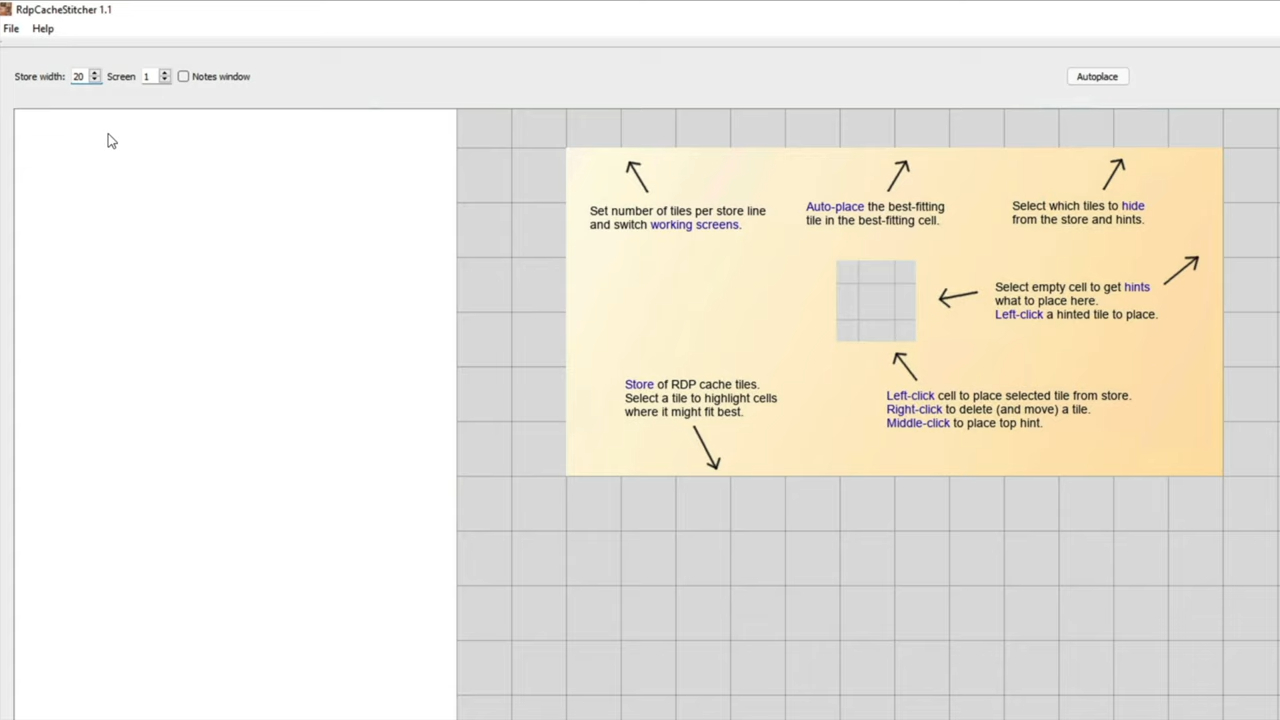 RdpCacheStitcher 1.1
File Help
Store width: 20 Screen 1 Notes window
Autoplace
Set number of tiles per store line
and switch working screens.
Auto-place the best-fitting
tile in the best-fitting cell.
Select which tiles to hide
from the store and hints.
Select empty cell to get hints
what to place here.
Left-click a hinted tile to place.
Store of RDP cache tiles.
Select a tile to highlight cells
where it might fit best.
Left-click cell to place selected tile from store.
Right-click to delete (and move) a tile.
Middle-click to place top hint.